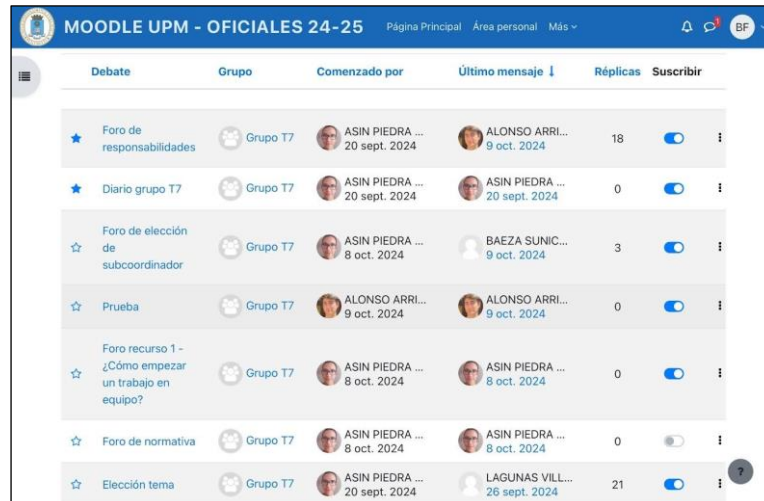 MOODLE UPM - OFICIALES 24-25 Página Principal Área personal Más 1 BF
Debate Grupo Comenzado por Último mensaje ↓ Réplicas Suscribir
Foro de responsabilidades Grupo T7 ASIN PIEDRA ... 20 sept. 2024 ALONSO ARRI... 9 oct. 2024 18
Diario grupo T7 Grupo T7 ASIN PIEDRA ... 20 sept. 2024 ASIN PIEDRA ... 20 sept. 2024 0
Foro de elección de subcoordinador Grupo T7 ASIN PIEDRA ... 8 oct. 2024 BAEZA SUNIC... 9 oct. 2024 3
Prueba Grupo T7 ALONSO ARRI... 9 oct. 2024 ALONSO ARRI... 9 oct. 2024 0
Foro recurso 1 - ¿Cómo empezar un trabajo en equipo? Grupo T7 ASIN PIEDRA ... 8 oct. 2024 ASIN PIEDRA ... 8 oct. 2024 0
Foro de normativa Grupo T7 ASIN PIEDRA ... 8 oct. 2024 ASIN PIEDRA ... 8 oct. 2024 0
Elección tema Grupo T7 ASIN PIEDRA ... 20 sept. 2024 LAGUNAS VILL... 26 sept. 2024 21
?